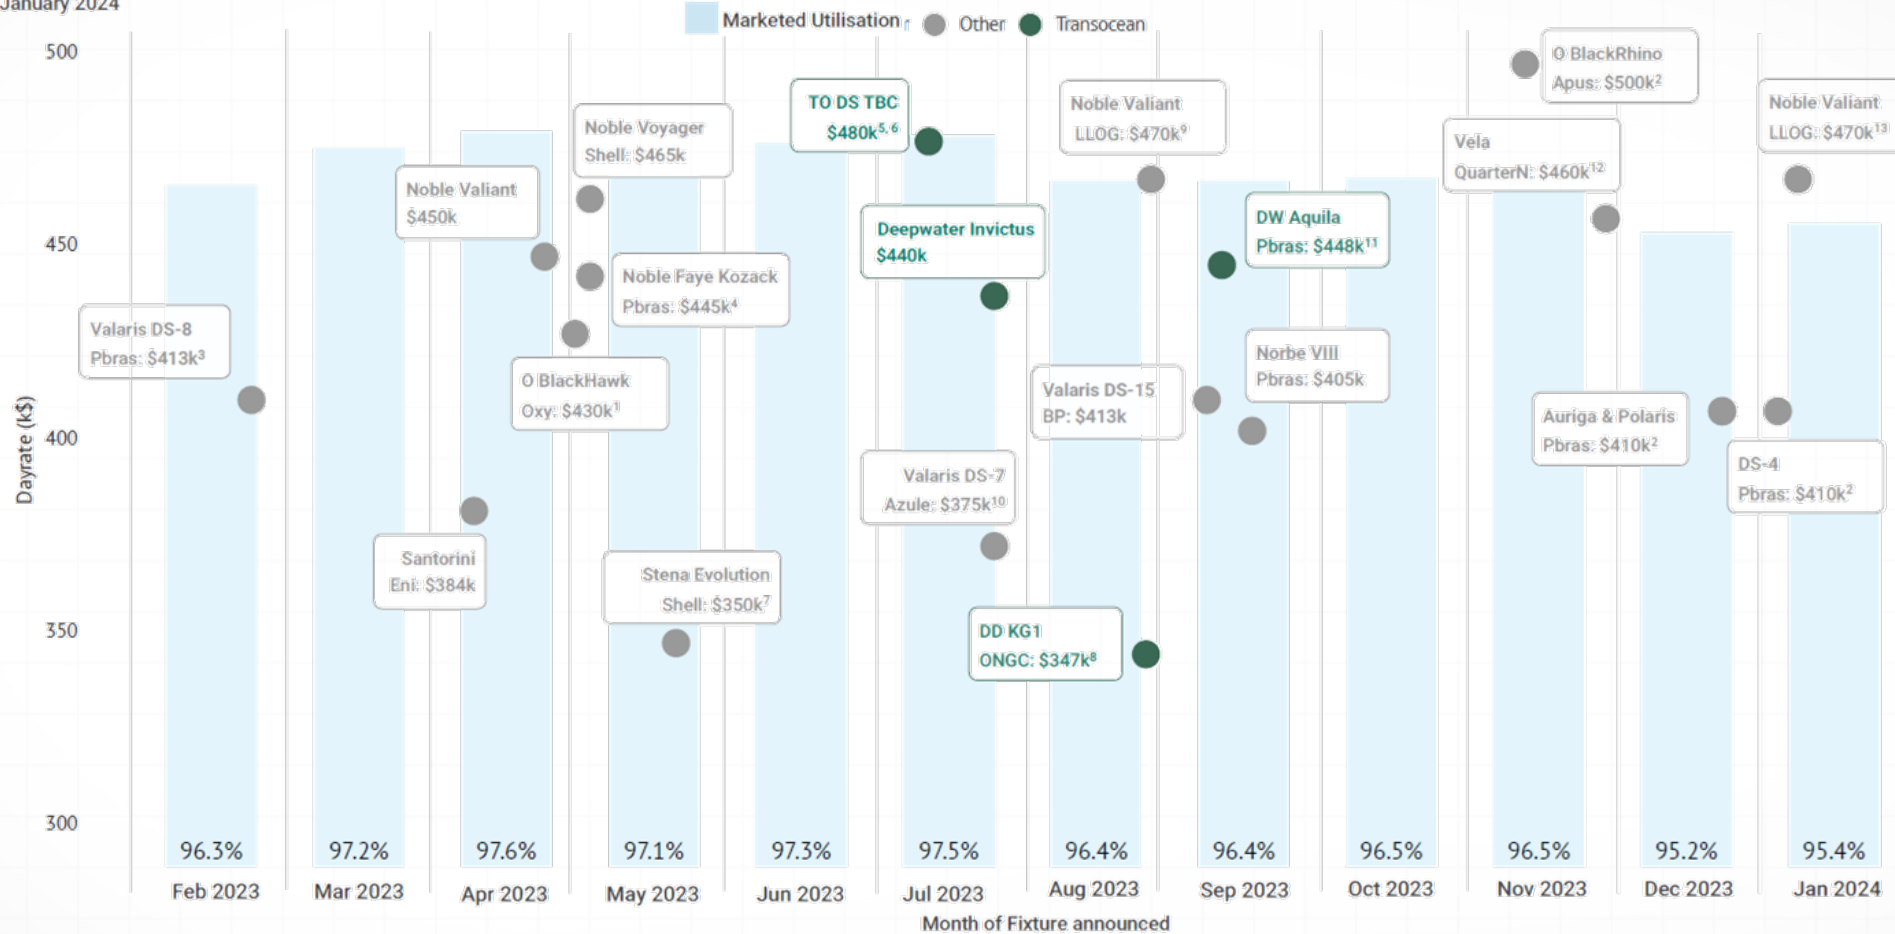 January 2024
Marketed Utilisation
Other
Transocean
500
450
400
350
300
Dayrate (k$)
Valaris DS-8
Pbras: $413k³
Noble Valiant
$450k
Santorini
Eni: $384k
Noble Voyager
Shell: $465k
Noble Faye Kozack
Pbras: $445k⁴
O BlackHawk
Oxy: $430k¹
Stena Evolution
Shell: $350k⁷
TO DS TBC
$480k⁵,⁶
Deepwater Invictus
$440k
Valaris DS-7
Azule: $375k¹⁰
DD KG1
ONGC: $347k⁸
Noble Valiant
LLOG: $470k⁹
Valaris DS-15
BP: $413k
DW Aquila
Pbras: $448k¹¹
Norbe VIII
Pbras: $405k
O BlackRhino
Apus: $500k²
Vela
QuarterN: $460k¹²
Auriga & Polaris
Pbras: $410k²
Noble Valiant
LLOG: $470k¹³
DS-4
Pbras: $410k²
96.3%
97.2%
97.6%
97.1%
97.3%
97.5%
96.4%
96.4%
96.5%
96.5%
95.2%
95.4%
Feb 2023
Mar 2023
Apr 2023
May 2023
Jun 2023
Jul 2023
Aug 2023
Sep 2023
Oct 2023
Nov 2023
Dec 2023
Jan 2024
Month of Fixture announced